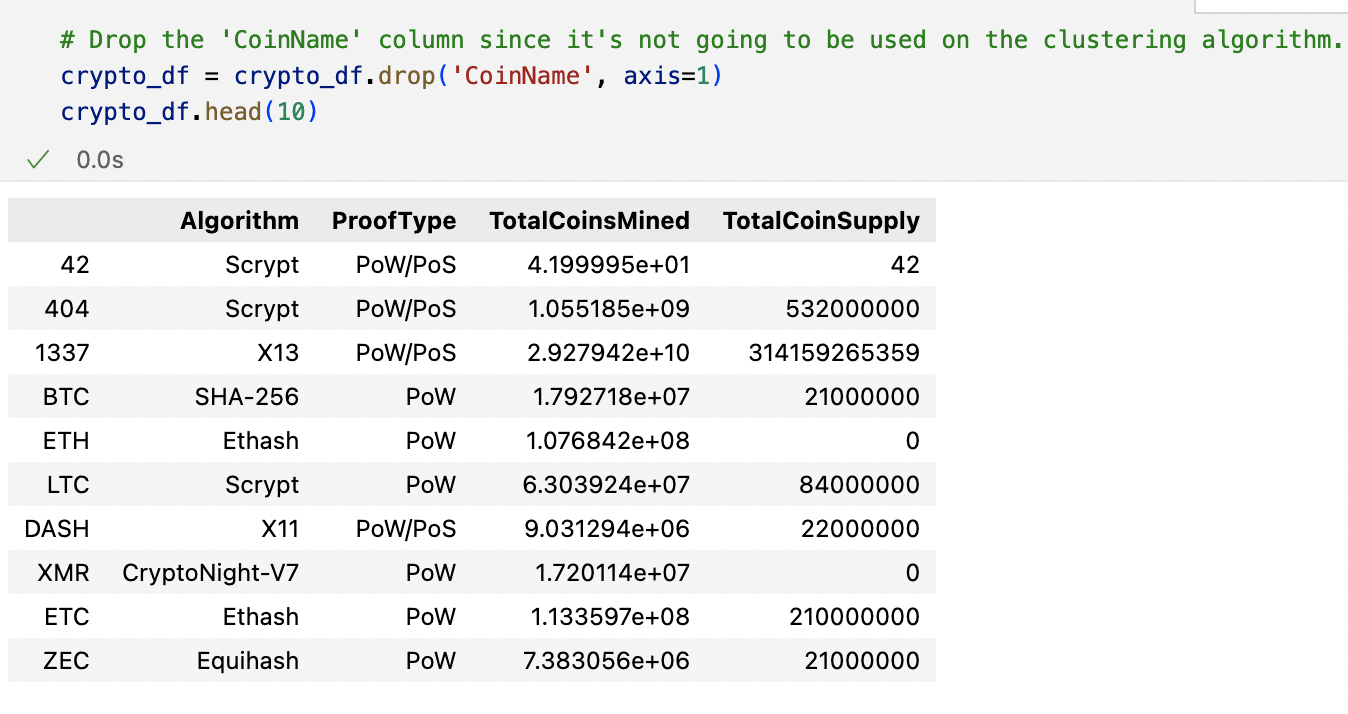 # Drop the 'CoinName' column since it's not going to be used on the clustering algorithm.
crypto_df = crypto_df.drop('CoinName', axis=1)
crypto_df.head(10)
✓ 0.0s
Algorithm ProofType TotalCoinsMined TotalCoinSupply
42 Scrypt PoW/PoS 4.199995e+01 42
404 Scrypt PoW/PoS 1.055185e+09 532000000
1337 X13 PoW/PoS 2.927942e+10 314159265359
BTC SHA-256 PoW 1.792718e+07 21000000
ETH Ethash PoW 1.076842e+08 0
LTC Scrypt PoW 6.303924e+07 84000000
DASH X11 PoW/PoS 9.031294e+06 22000000
XMR CryptoNight-V7 PoW 1.720114e+07 0
ETC Ethash PoW 1.133597e+08 210000000
ZEC Equihash PoW 7.383056e+06 21000000